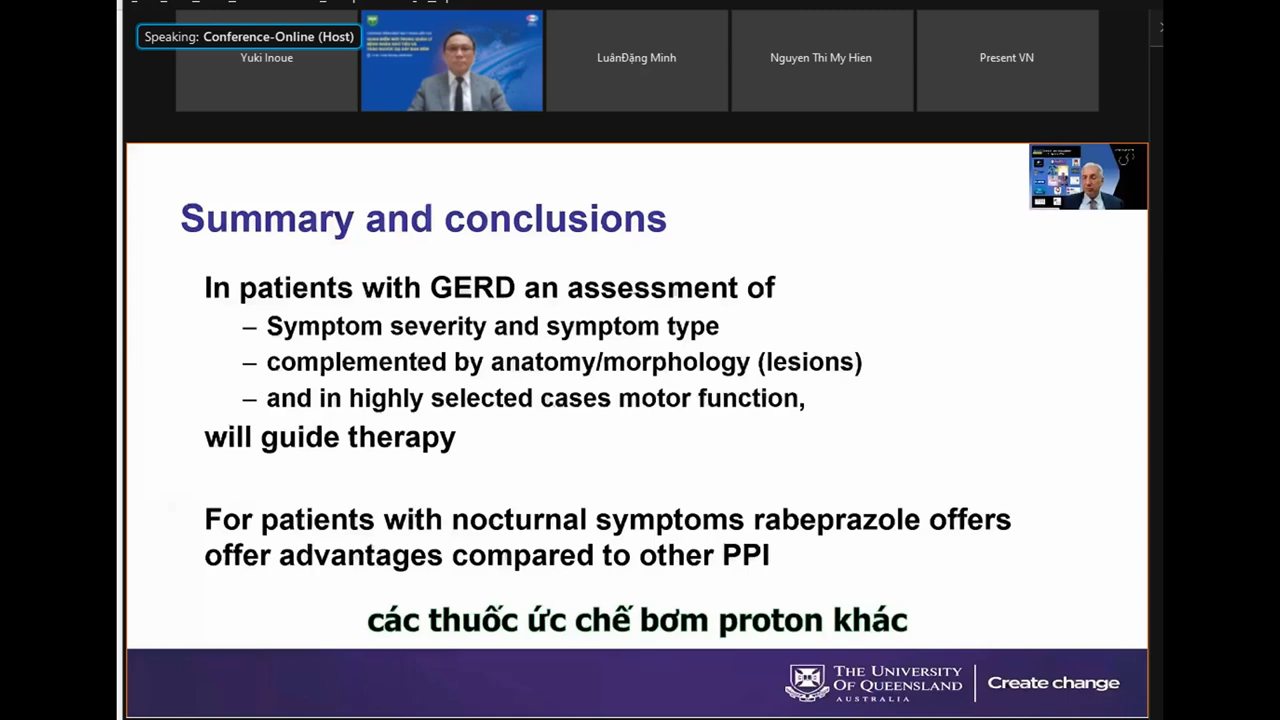 Speaking: Conference-Online (Host)
Yuki Inoue
LuânĐặng Minh
Nguyen Thi My Hien
Present VN
Summary and conclusions
In patients with GERD an assessment of
– Symptom severity and symptom type
– complemented by anatomy/morphology (lesions)
– and in highly selected cases motor function,
will guide therapy
For patients with nocturnal symptoms rabeprazole offers
offer advantages compared to other PPI
các thuốc ức chế bơm proton khác
THE UNIVERSITY
OF QUEENSLAND
AUSTRALIA
Create change